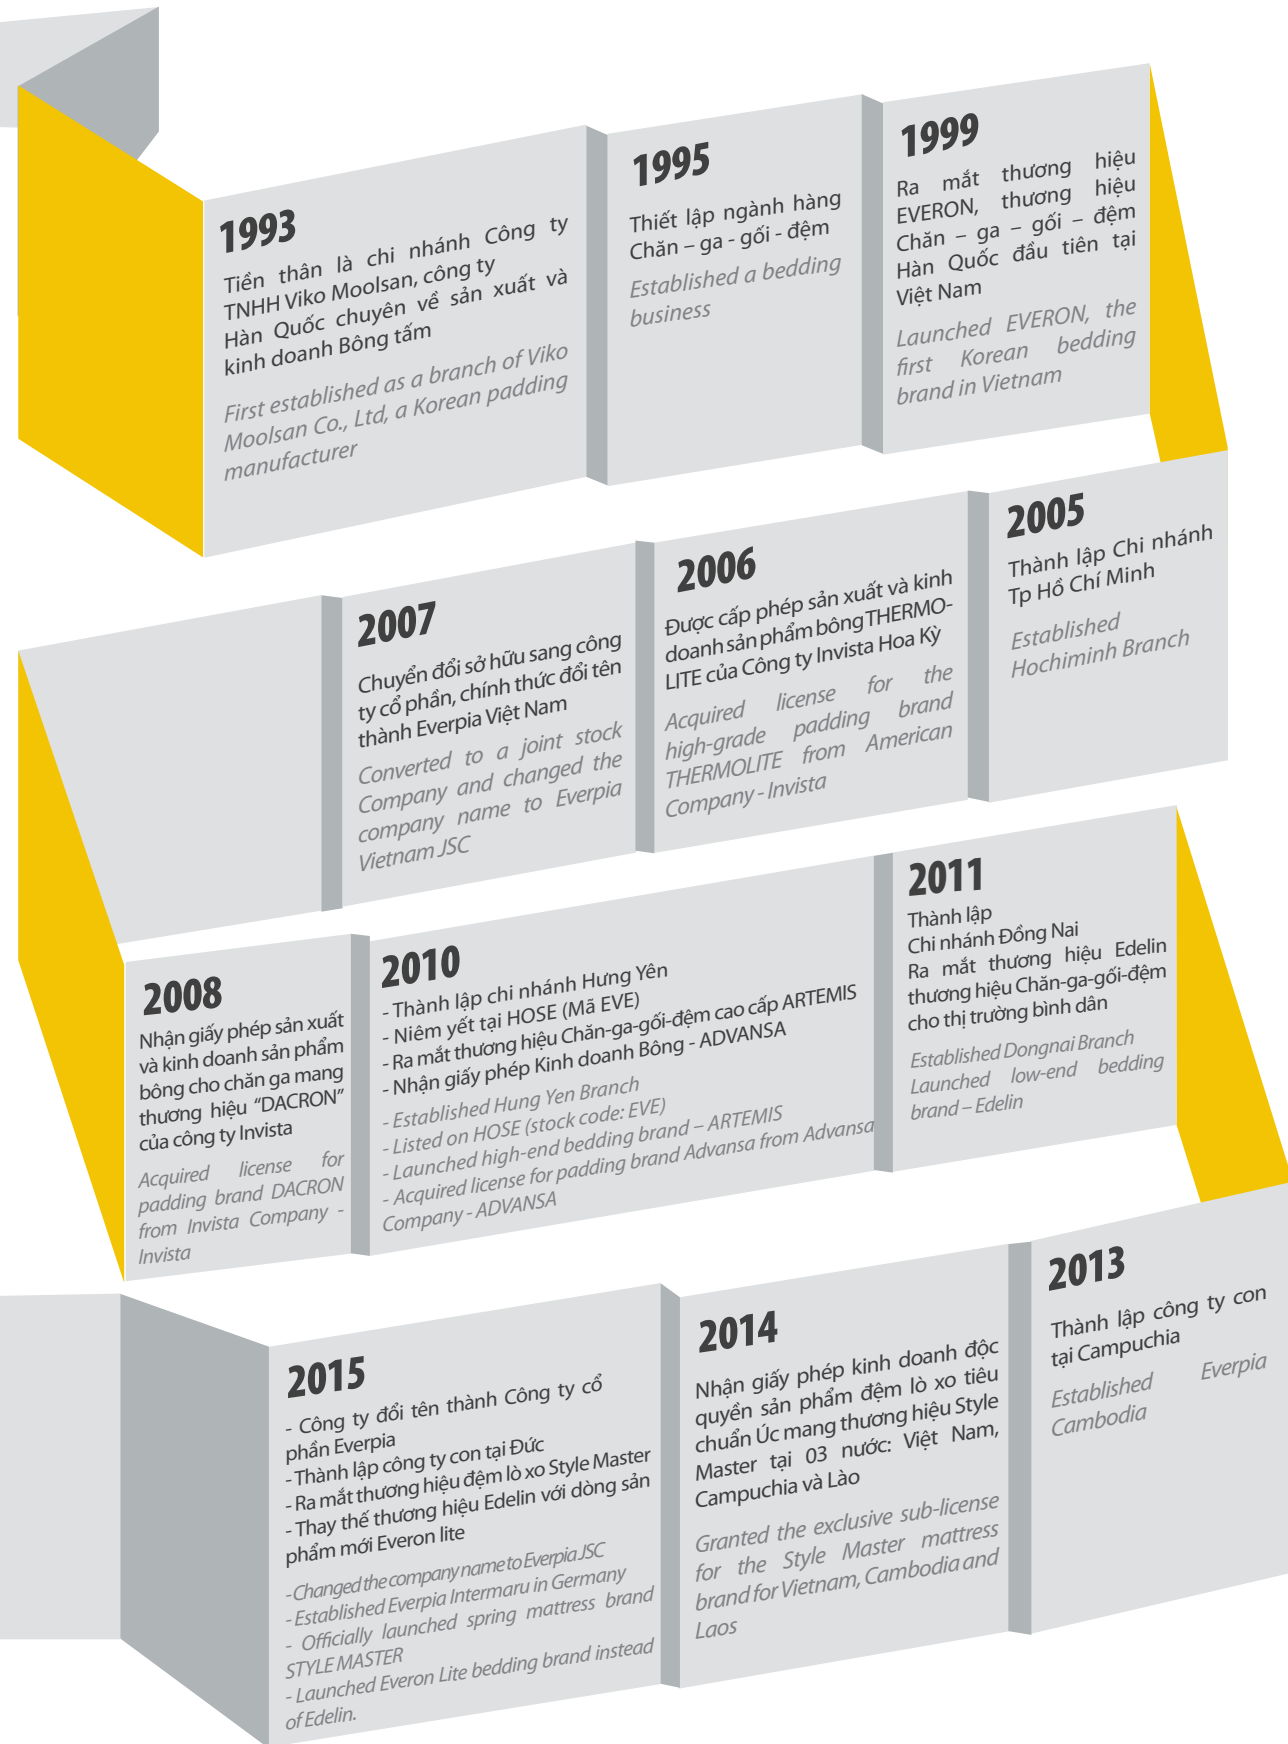 1993
Tiền thân là chi nhánh Công ty
TNHH Viko Moolsan, công ty
Hàn Quốc chuyên về sản xuất và
kinh doanh Bông tấm
First established as a branch of Viko
Moolsan Co., Ltd, a Korean padding
manufacturer
1995
Thiết lập ngành hàng
Chăn – ga - gối - đệm
Established a bedding
business
1999
Ra mắt thương hiệu
EVERON, thương hiệu
Chăn – ga – gối – đệm
Hàn Quốc đầu tiên tại
Việt Nam
Launched EVERON, the
first Korean bedding
brand in Vietnam
2005
Thành lập Chi nhánh
Tp Hồ Chí Minh
Established
Hochiminh Branch
2006
Được cấp phép sản xuất và kinh
doanh sản phẩm bông THERMO-
LITE của Công ty Invista Hoa Kỳ
Acquired license for the
high-grade padding brand
THERMOLITE from American
Company - Invista
2007
Chuyển đổi sở hữu sang công
ty cổ phần, chính thức đổi tên
thành Everpia Việt Nam
Converted to a joint stock
Company and changed the
company name to Everpia
Vietnam JSC
2008
Nhận giấy phép sản xuất
và kinh doanh sản phẩm
bông cho chăn ga mang
thương hiệu “DACRON”
của công ty Invista
Acquired license for
padding brand DACRON
from Invista Company -
Invista
2010
- Thành lập chi nhánh Hưng Yên
- Niêm yết tại HOSE (Mã EVE)
- Ra mắt thương hiệu Chăn-ga-gối-đệm cao cấp ARTEMIS
- Nhận giấy phép Kinh doanh Bông - ADVANSA
- Established Hung Yen Branch
- Listed on HOSE (stock code: EVE)
- Launched high-end bedding brand – ARTEMIS
- Acquired license for padding brand Advansa from Advansa
Company - ADVANSA
2011
Thành lập
Chi nhánh Đồng Nai
Ra mắt thương hiệu Edelin
thương hiệu Chăn-ga-gối-đệm
cho thị trường bình dân
Established Dongnai Branch
Launched low-end bedding
brand – Edelin
2013
Thành lập công ty con
tại Campuchia
Established Everpia
Cambodia
2014
Nhận giấy phép kinh doanh độc
quyền sản phẩm đệm lò xo tiêu
chuẩn Úc mang thương hiệu Style
Master tại 03 nước: Việt Nam,
Campuchia và Lào
Granted the exclusive sub-license
for the Style Master mattress
brand for Vietnam, Cambodia and
Laos
2015
- Công ty đổi tên thành Công ty cổ
phần Everpia
- Thành lập công ty con tại Đức
- Ra mắt thương hiệu đệm lò xo Style Master
- Thay thế thương hiệu Edelin với dòng sản
phẩm mới Everon lite
- Changed the company name to Everpia JSC
- Established Everpia Intermaru in Germany
- Officially launched spring mattress brand
STYLE MASTER
- Launched Everon Lite bedding brand instead
of Edelin.